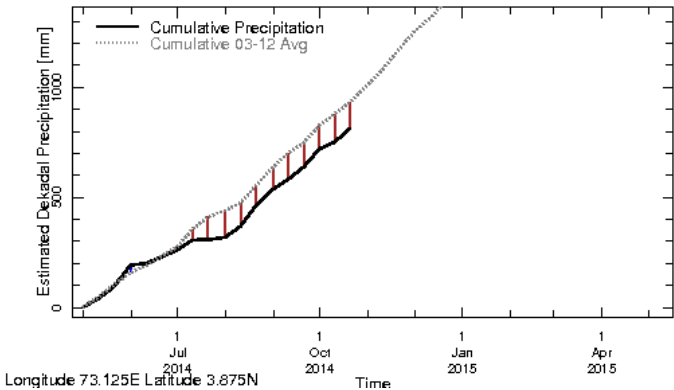 Cumulative Precipitation
Cumulative 03-12 Avg
Estimated Dekadal Precipitation [mm]
1000
500
0
1 1 1 1
Jul Oct Jan Apr
2014 2014 2015 2015
Longitude 73.125E Latitude 3.875N
Time